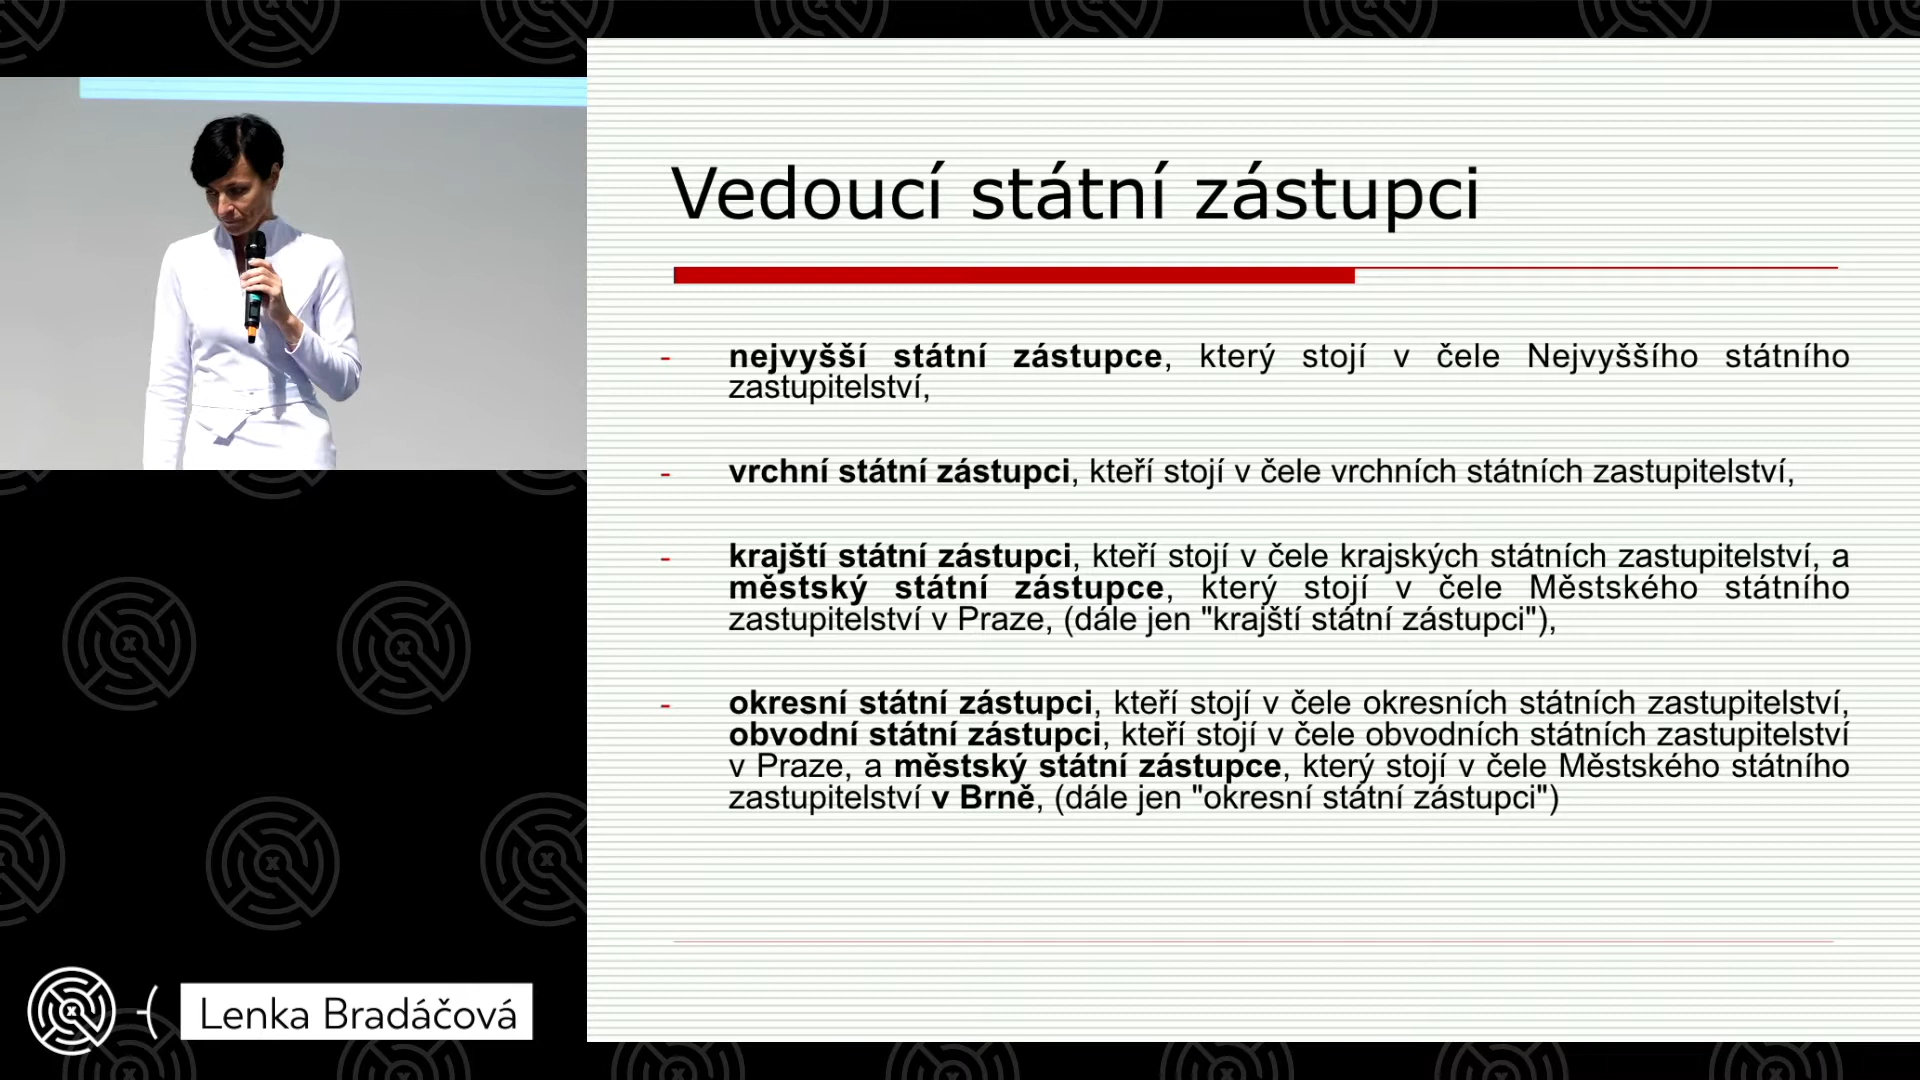 Vedoucí státní zástupci
- nejvyšší státní zástupce, který stojí v čele Nejvyššího státního
zastupitelství,
- vrchní státní zástupci, kteří stojí v čele vrchních státních zastupitelství,
- krajští státní zástupci, kteří stojí v čele krajských státních zastupitelství, a
městský státní zástupce, který stojí v čele Městského státního
zastupitelství v Praze, (dále jen "krajští státní zástupci"),
- okresní státní zástupci, kteří stojí v čele okresních státních zastupitelství,
obvodní státní zástupci, kteří stojí v čele obvodních státních zastupitelství
v Praze, a městský státní zástupce, který stojí v čele Městského státního
zastupitelství v Brně, (dále jen "okresní státní zástupci")
Lenka Bradáčová